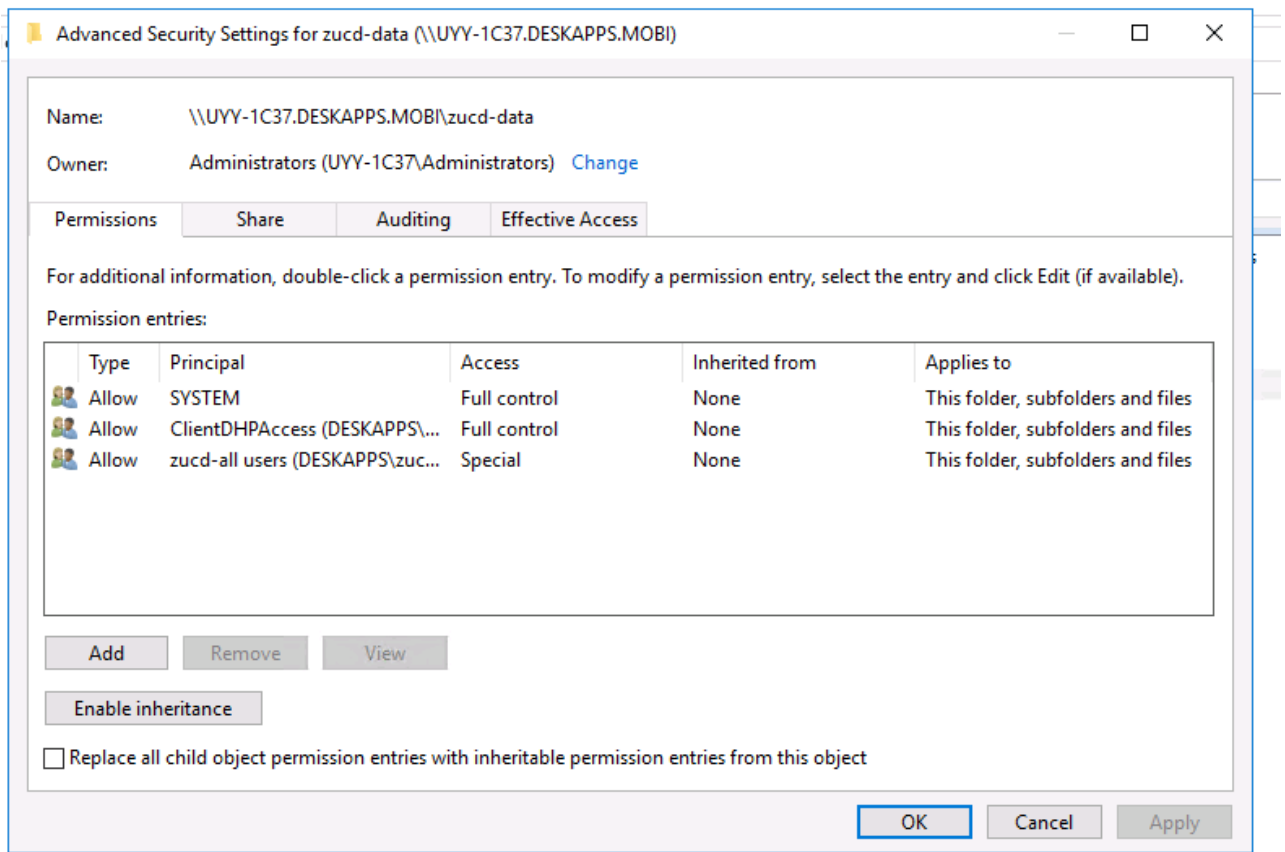 Advanced Security Settings for zucd-data (\\UYY-1C37.DESKAPPS.MOBI)
Name: \\UYY-1C37.DESKAPPS.MOBI\zucd-data
Owner: Administrators (UYY-1C37\Administrators) Change
Permissions Share Auditing Effective Access
For additional information, double-click a permission entry. To modify a permission entry, select the entry and click Edit (if available).
Permission entries:
Type Principal Access Inherited from Applies to
Allow SYSTEM Full control None This folder, subfolders and files
Allow ClientDHPAccess (DESKAPPS\... Full control None This folder, subfolders and files
Allow zucd-all users (DESKAPPS\zuc... Special None This folder, subfolders and files
Add Remove View
Enable inheritance
Replace all child object permission entries with inheritable permission entries from this object
OK Cancel Apply